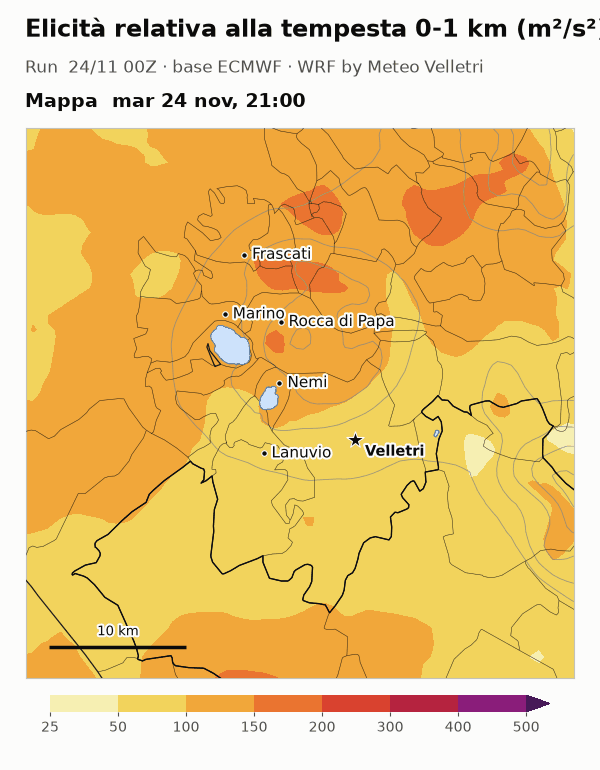 Elicità relativa alla tempesta 0-1 km (m²/s²)
Run  24/11 00Z · base ECMWF · WRF by Meteo Velletri
Mappa  mar 24 nov, 21:00
Frascati
Marino
Rocca di Papa
Nemi
Velletri
Lanuvio
10 km
25 50 100 150 200 300 400 500